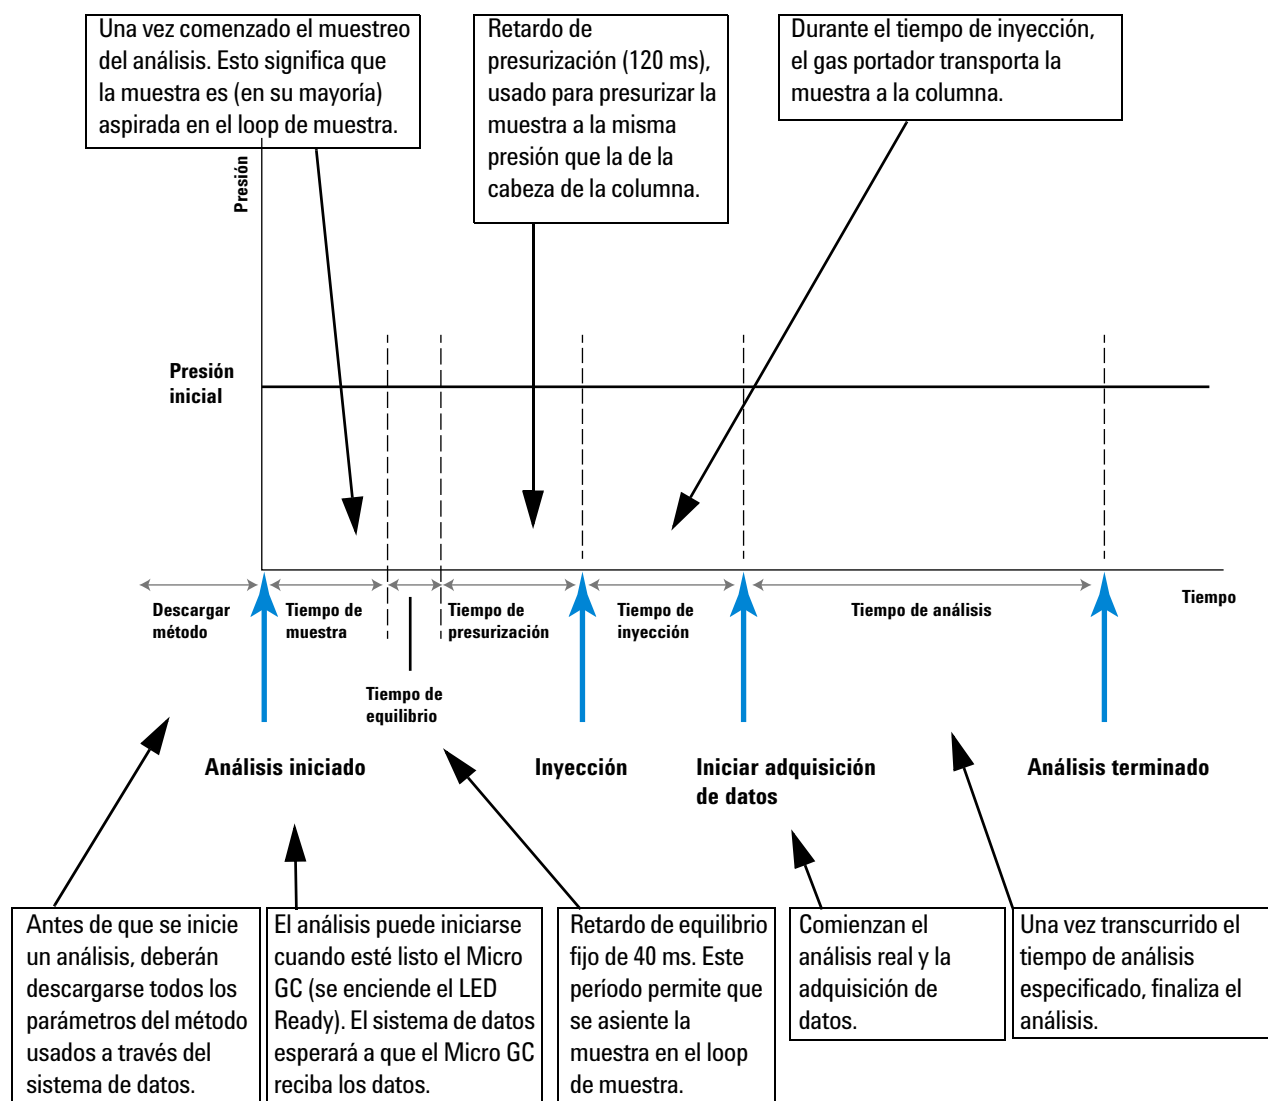 Una vez comenzado el muestreo
del análisis. Esto significa que
la muestra es (en su mayoría)
aspirada en el loop de muestra.
Retardo de
presurización (120 ms),
usado para presurizar la
muestra a la misma
presión que la de la
cabeza de la columna.
Durante el tiempo de inyección,
el gas portador transporta la
muestra a la columna.
Presión
Presión
inicial
Descargar
método
Tiempo de
muestra
Tiempo de
presurización
Tiempo de
inyección
Tiempo de análisis
Tiempo
Tiempo de
equilibrio
Análisis iniciado
Inyección
Iniciar adquisición
de datos
Análisis terminado
Antes de que se inicie
un análisis, deberán
descargarse todos los
parámetros del método
usados a través del
sistema de datos.
El análisis puede iniciarse
cuando esté listo el Micro
GC (se enciende el LED
Ready). El sistema de datos
esperará a que el Micro GC
reciba los datos.
Retardo de equilibrio
fijo de 40 ms. Este
período permite que
se asiente la
muestra en el loop
de muestra.
Comienzan el
análisis real y la
adquisición de
datos.
Una vez transcurrido el
tiempo de análisis
especificado, finaliza el
análisis.